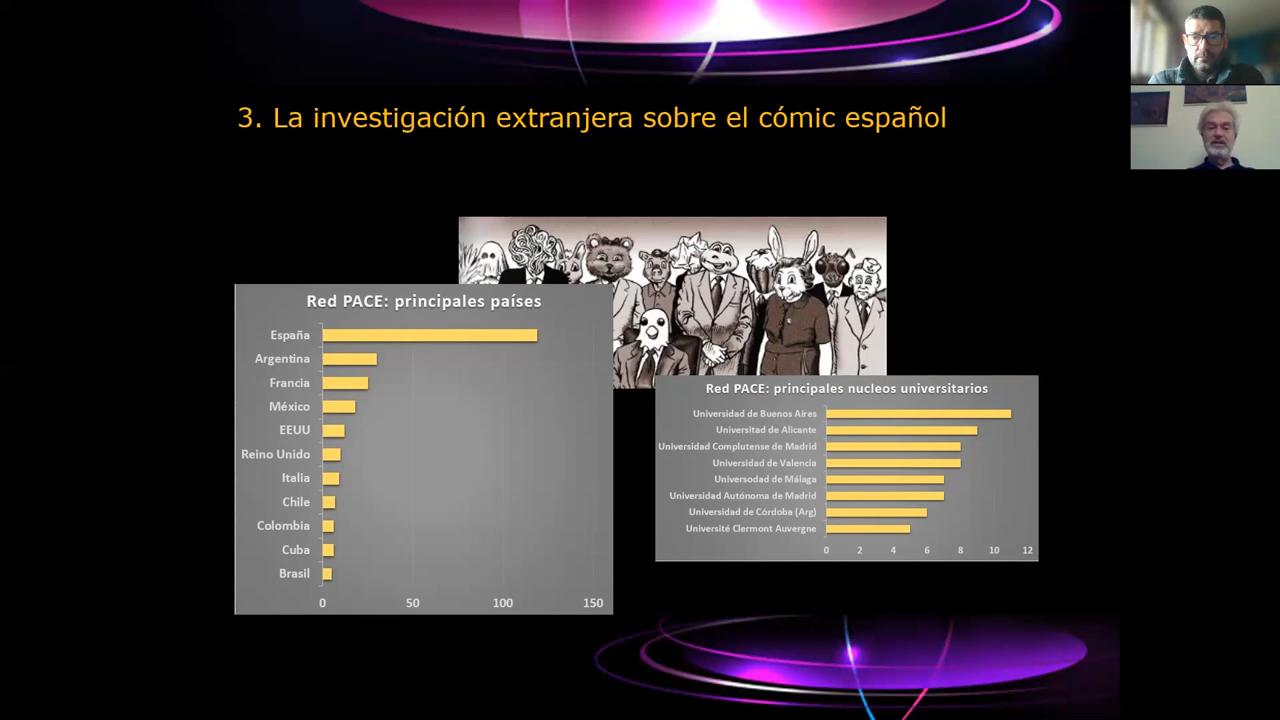 3. La investigación extranjera sobre el cómic español
Red PACE: principales países
España
Argentina
Francia
México
EEUU
Reino Unido
Italia
Chile
Colombia
Cuba
Brasil
0 50 100 150
Red PACE: principales nucleos universitarios
Universidad de Buenos Aires
Universitad de Alicante
Universidad Complutense de Madrid
Universidad de Valencia
Universodad de Málaga
Universidad Autónoma de Madrid
Universidad de Córdoba (Arg)
Université Clermont Auvergne
0 2 4 6 8 10 12